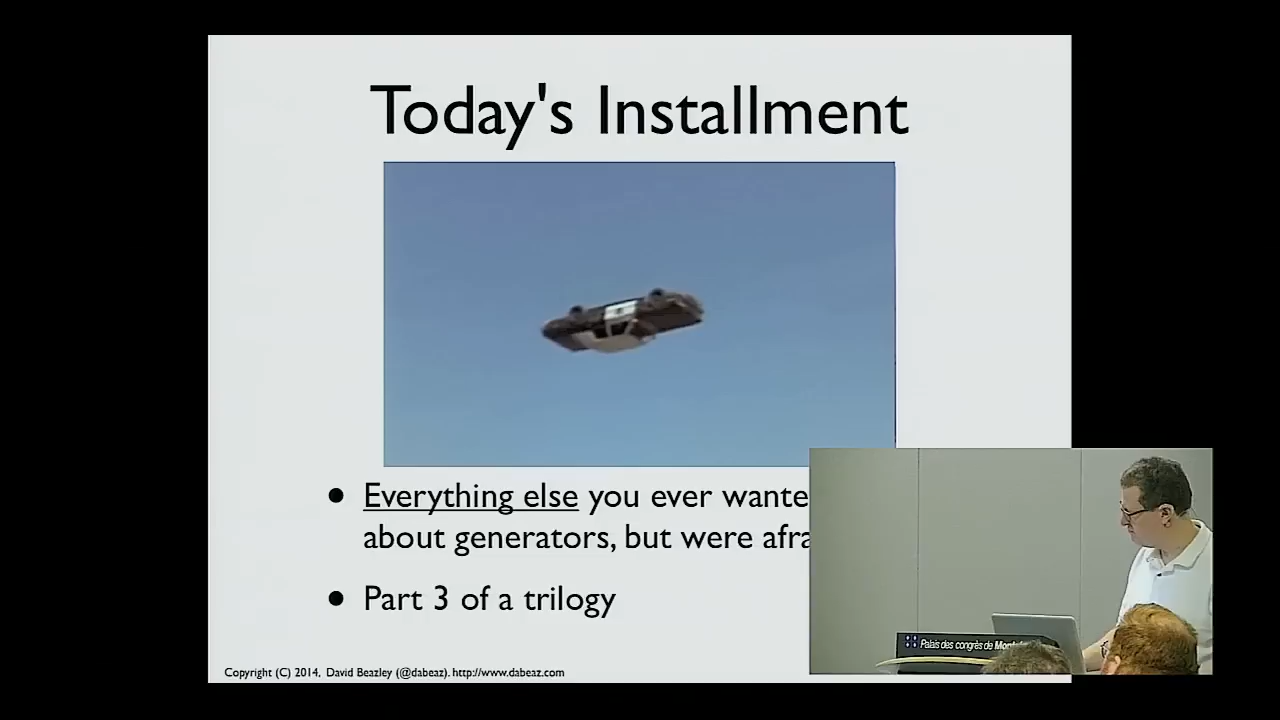 Today's Installment
• Everything else you ever wante
about generators, but were afra
• Part 3 of a trilogy
Palais des congrès de
Copyright (C) 2014, David Beazley (@dabeaz). http://www.dabeaz.com